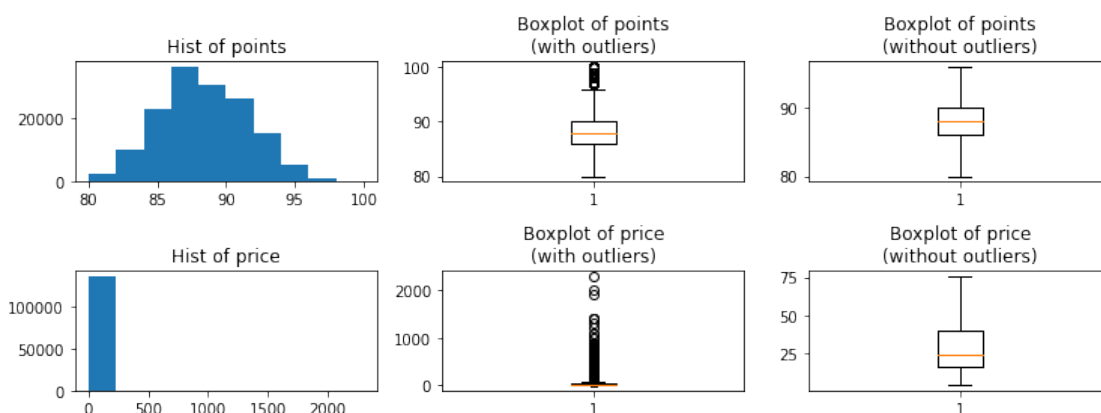 Hist of points
20000
0
80 85 90 95 100
Boxplot of points
(with outliers)
100
90
80
1
Boxplot of points
(without outliers)
90
80
1
Hist of price
100000
50000
0
0 500 1000 1500 2000
Boxplot of price
(with outliers)
2000
1000
0
1
Boxplot of price
(without outliers)
75
50
25
1